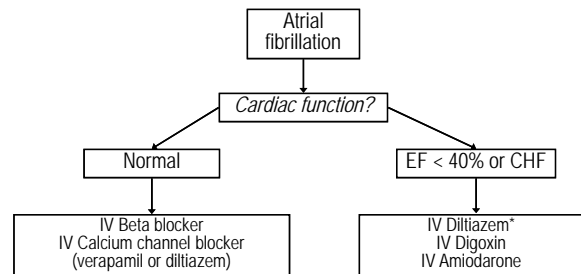 Atrial
fibrillation
Cardiac function?
Normal
EF < 40% or CHF
IV Beta blocker
IV Calcium channel blocker
(verapamil or diltiazem)
IV Diltiazem*
IV Digoxin
IV Amiodarone